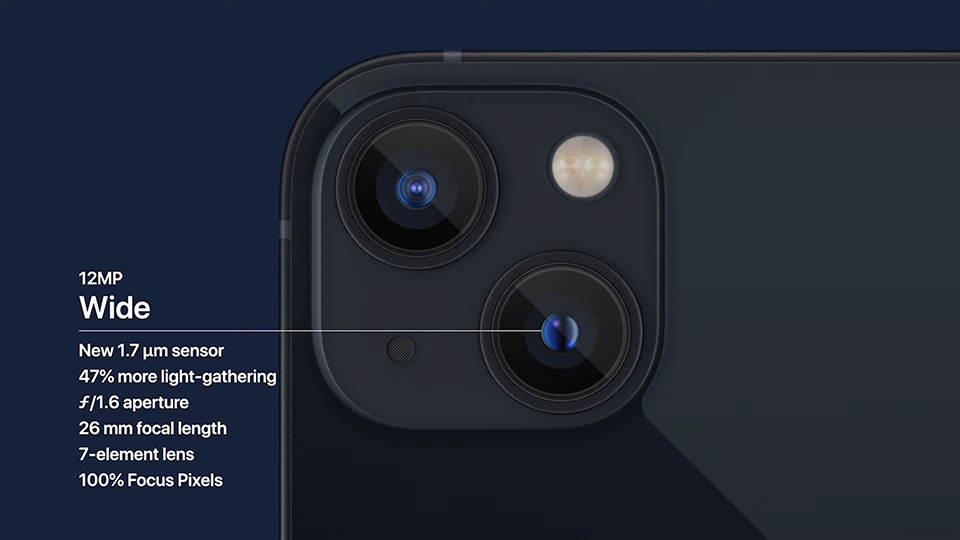 12MP
Wide
New 1.7 µm sensor
47% more light-gathering
ƒ/1.6 aperture
26 mm focal length
7-element lens
100% Focus Pixels